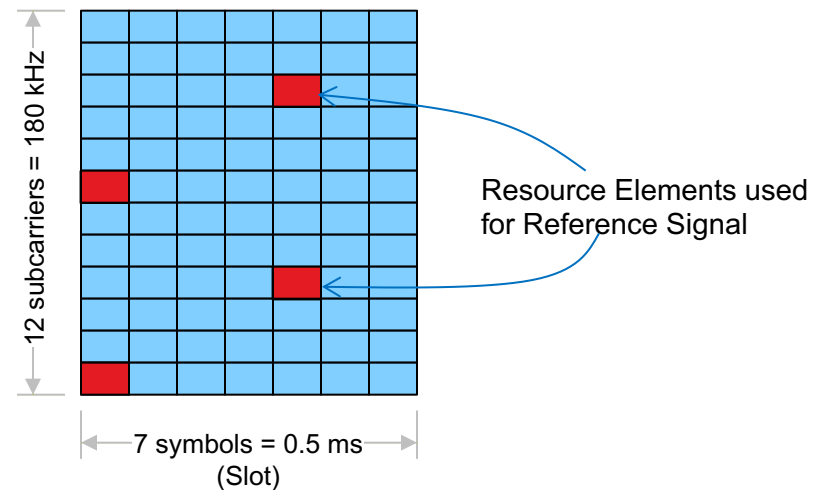 12 subcarriers = 180 kHz
Resource Elements used
for Reference Signal
7 symbols = 0.5 ms
(Slot)